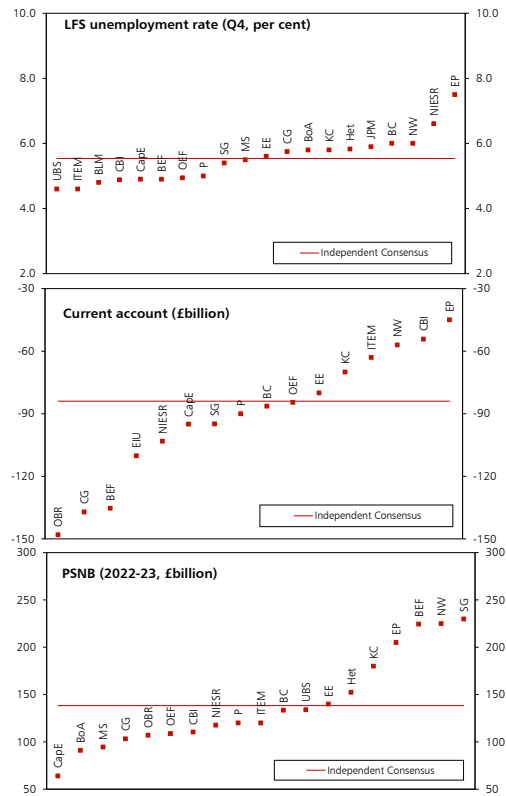 LFS unemployment rate (Q4, per cent)
10.0 10.0
8.0 8.0
6.0 6.0
4.0 4.0
2.0 2.0
UBS
ITEM
BLM
CBI
CapE
BEF
OEF
P
SG
MS
EE
CG
BoA
KC
Het
JPM
BC
NW
NIESR
EP
Independent Consensus
Current account (£billion)
-30 -30
-60 -60
-90 -90
-120 -120
-150 -150
OBR
CG
BEF
EIU
NIESR
CapE
SG
P
BC
OEF
EE
KC
ITEM
NW
CBI
EP
Independent Consensus
PSNB (2022-23, £billion)
300 300
250 250
200 200
150 150
100 100
50 50
CapE
BoA
MS
CG
OBR
OEF
CBI
NIESR
P
ITEM
BC
UBS
EE
Het
KC
EP
BEF
NW
SG
Independent Consensus